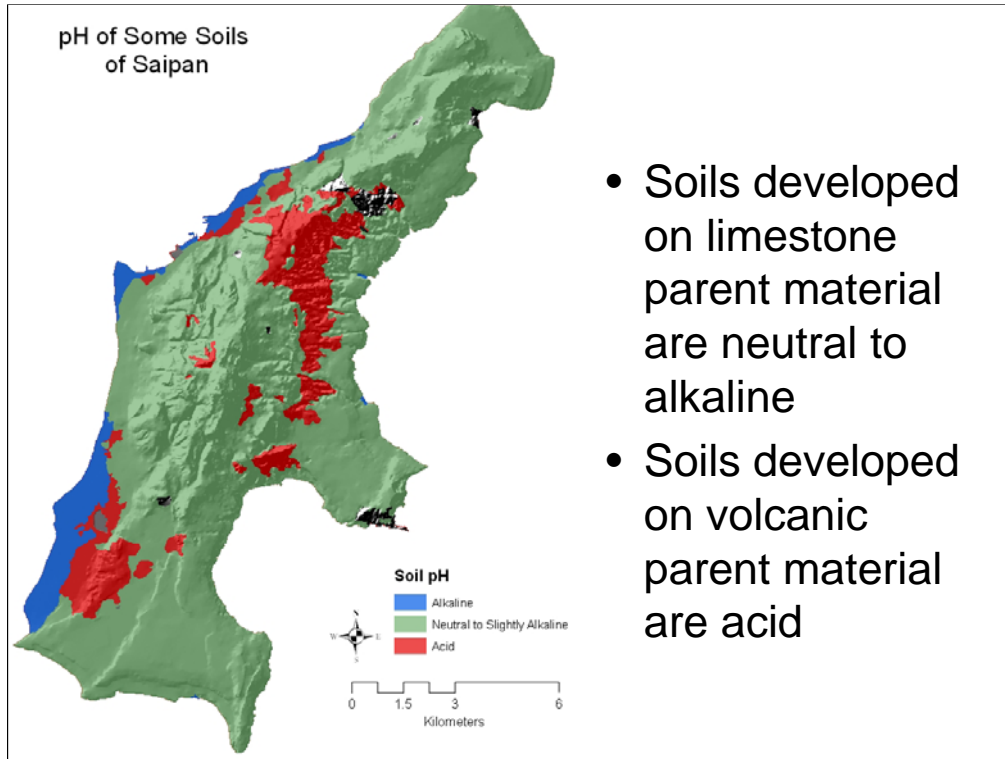 pH of Some Soils
of Saipan
• Soils developed
on limestone
parent material
are neutral to
alkaline
• Soils developed
on volcanic
parent material
are acid
Soil pH
Alkaline
Neutral to Slightly Alkaline
Acid
N
W E
S
0 1.5 3 6
Kilometers